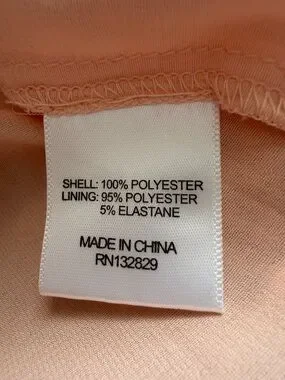 SHELL: 100% POLYESTER
LINING: 95% POLYESTER
5% ELASTANE
MADE IN CHINA
RN132829